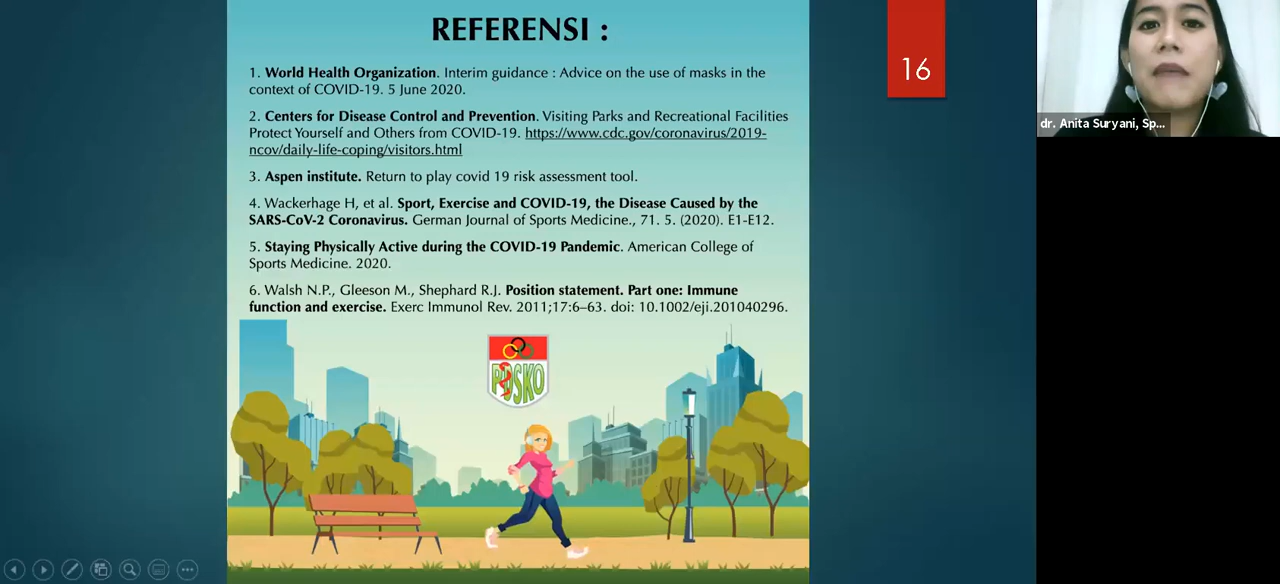 REFERENSI :
1. World Health Organization. Interim guidance : Advice on the use of masks in the
context of COVID-19. 5 June 2020.
2. Centers for Disease Control and Prevention. Visiting Parks and Recreational Facilities
Protect Yourself and Others from COVID-19. https://www.cdc.gov/coronavirus/2019-
ncov/daily-life-coping/visitors.html
3. Aspen institute. Return to play covid 19 risk assessment tool.
4. Wackerhage H, et al. Sport, Exercise and COVID-19, the Disease Caused by the
SARS-CoV-2 Coronavirus. German Journal of Sports Medicine., 71. 5. (2020). E1-E12.
5. Staying Physically Active during the COVID-19 Pandemic. American College of
Sports Medicine. 2020.
6. Walsh N.P., Gleeson M., Shephard R.J. Position statement. Part one: Immune
function and exercise. Exerc Immunol Rev. 2011;17:6–63. doi: 10.1002/eji.201040296.
PDSKO
16
dr. Anita Suryani, Sp...